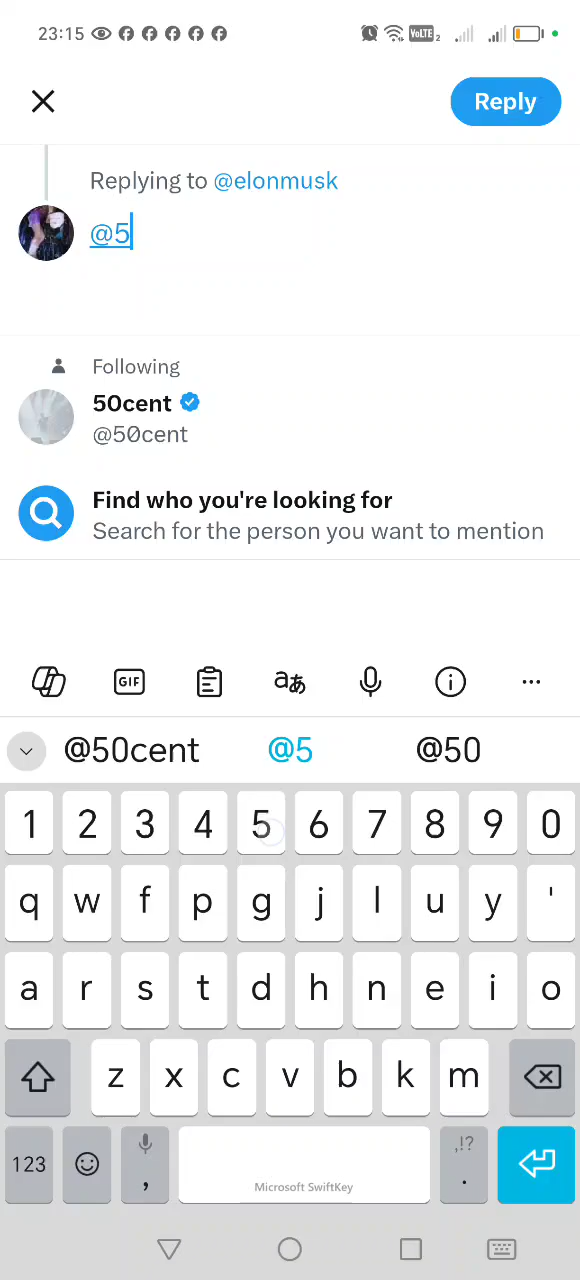 23:15 VoLTE 2
Reply
Replying to @elonmusk
@5
Following
50cent
@50cent
Find who you're looking for
Search for the person you want to mention
GIF aあ
@50cent @5 @50
1 2 3 4 5 6 7 8 9 0
q w f p g j l u y '
a r s t d h n e i o
z x c v b k m
123 , Microsoft SwiftKey ,!? .